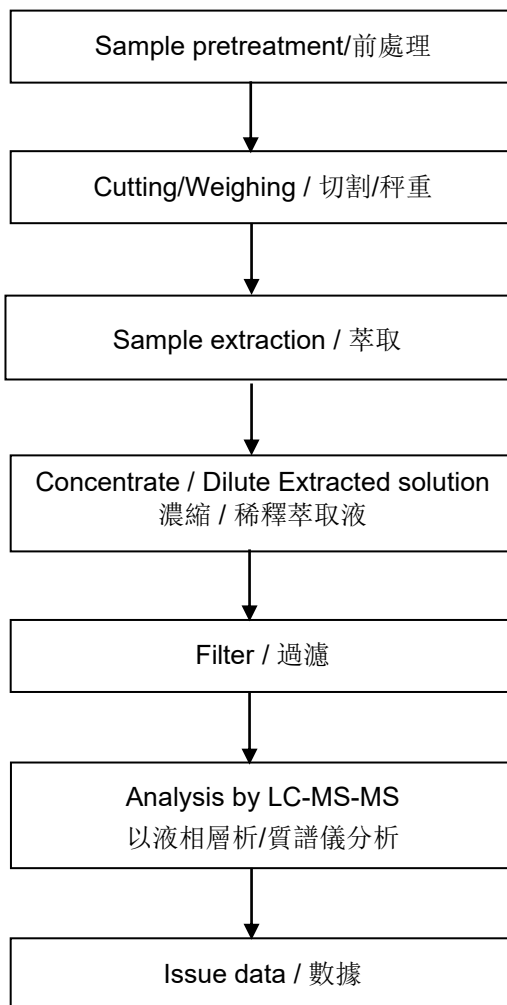 Sample pretreatment/前處理
Cutting/Weighing / 切割/秤重
Sample extraction / 萃取
Concentrate / Dilute Extracted solution
濃縮 / 稀釋萃取液
Filter / 過濾
Analysis by LC-MS-MS
以液相層析/質譜儀分析
Issue data / 數據